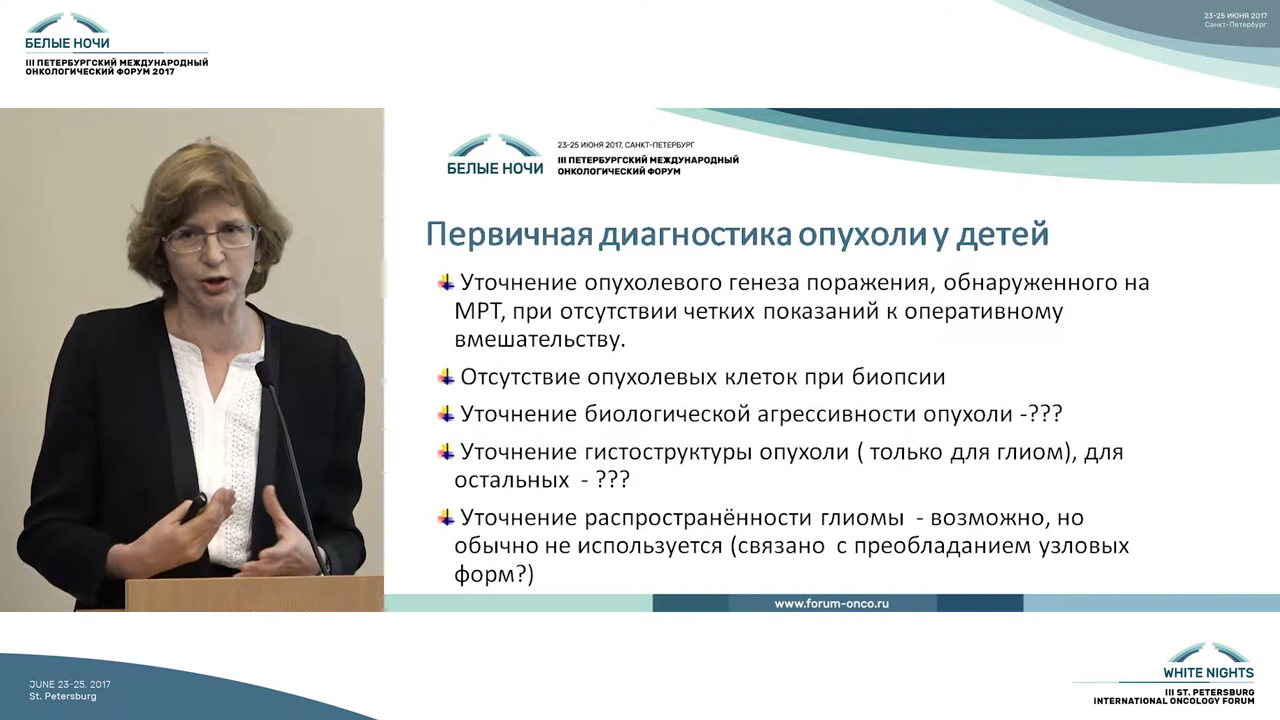 БЕЛЫЕ НОЧИ
III ПЕТЕРБУРГСКИЙ МЕЖДУНАРОДНЫЙ
ОНКОЛОГИЧЕСКИЙ ФОРУМ 2017
23-25 ИЮНЯ 2017
Санкт-Петербург
БЕЛЫЕ НОЧИ
23-25 ИЮНЯ 2017, САНКТ-ПЕТЕРБУРГ
III ПЕТЕРБУРГСКИЙ МЕЖДУНАРОДНЫЙ
ОНКОЛОГИЧЕСКИЙ ФОРУМ
Первичная диагностика опухоли у детей
Уточнение опухолевого генеза поражения, обнаруженного на
МРТ, при отсутствии четких показаний к оперативному
вмешательству.
Отсутствие опухолевых клеток при биопсии
Уточнение биологической агрессивности опухоли -???
Уточнение гистоструктуры опухоли ( только для глиом), для
остальных - ???
Уточнение распространённости глиомы - возможно, но
обычно не используется (связано с преобладанием узловых
форм?)
www.forum-onco.ru
JUNE 23-25, 2017
St. Petersburg
WHITE NIGHTS
III ST. PETERSBURG
INTERNATIONAL ONCOLOGY FORUM